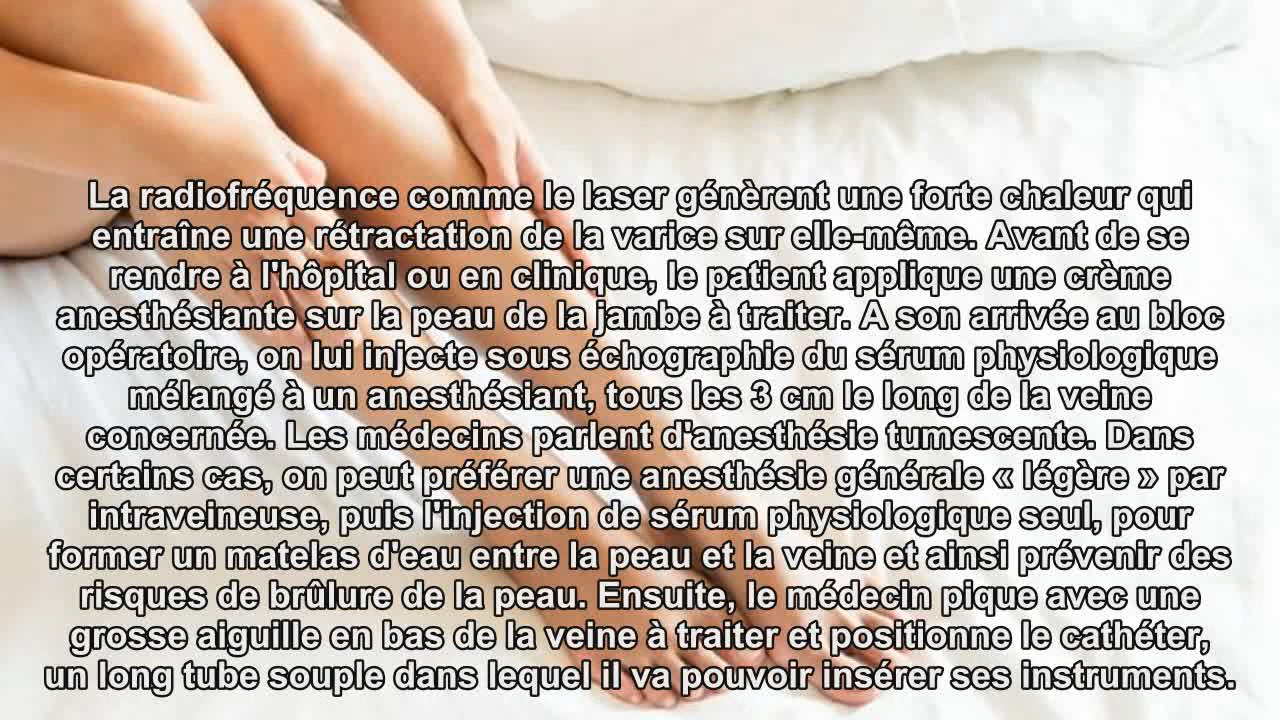 La radiofréquence comme le laser génèrent une forte chaleur qui
entraîne une rétractation de la varice sur elle-même. Avant de se
rendre à l'hôpital ou en clinique, le patient applique une crème
anesthésiante sur la peau de la jambe à traiter. A son arrivée au bloc
opératoire, on lui injecte sous échographie du sérum physiologique
mélangé à un anesthésiant, tous les 3 cm le long de la veine
concernée. Les médecins parlent d'anesthésie tumescente. Dans
certains cas, on peut préférer une anesthésie générale « légère » par
intraveineuse, puis l'injection de sérum physiologique seul, pour
former un matelas d'eau entre la peau et la veine et ainsi prévenir des
risques de brûlure de la peau. Ensuite, le médecin pique avec une
grosse aiguille en bas de la veine à traiter et positionne le cathéter,
un long tube souple dans lequel il va pouvoir insérer ses instruments.